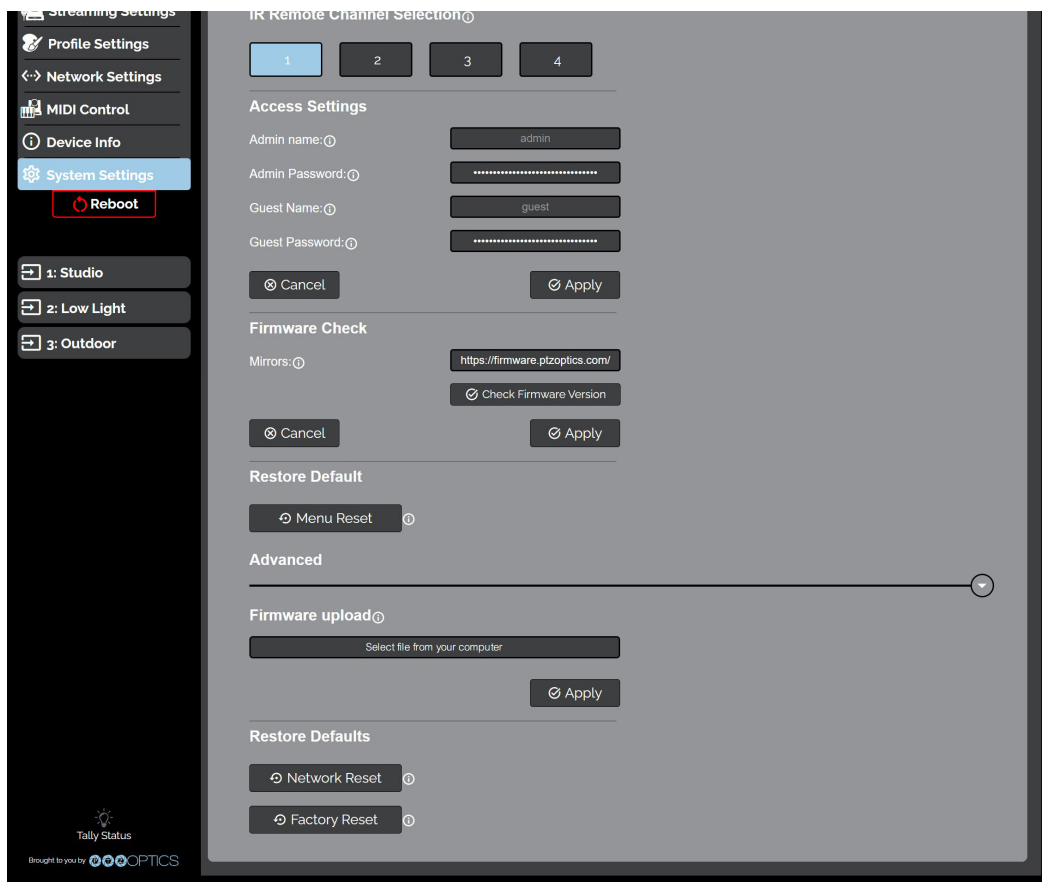 Streaming Settings
Profile Settings
Network Settings
MIDI Control
Device Info
System Settings
Reboot
1: Studio
2: Low Light
3: Outdoor
Tally Status
Brought to you by PTZOPTICS
IR Remote Channel Selection
1 2 3 4
Access Settings
Admin name: admin
Admin Password: ••••••••••••••••••••••••••••••••
Guest Name: guest
Guest Password: ••••••••••••••••••••••••••••••••
Cancel Apply
Firmware Check
Mirrors: https://firmware.ptzoptics.com/
Check Firmware Version
Cancel Apply
Restore Default
Menu Reset
Advanced
Firmware upload
Select file from your computer
Apply
Restore Defaults
Network Reset
Factory Reset